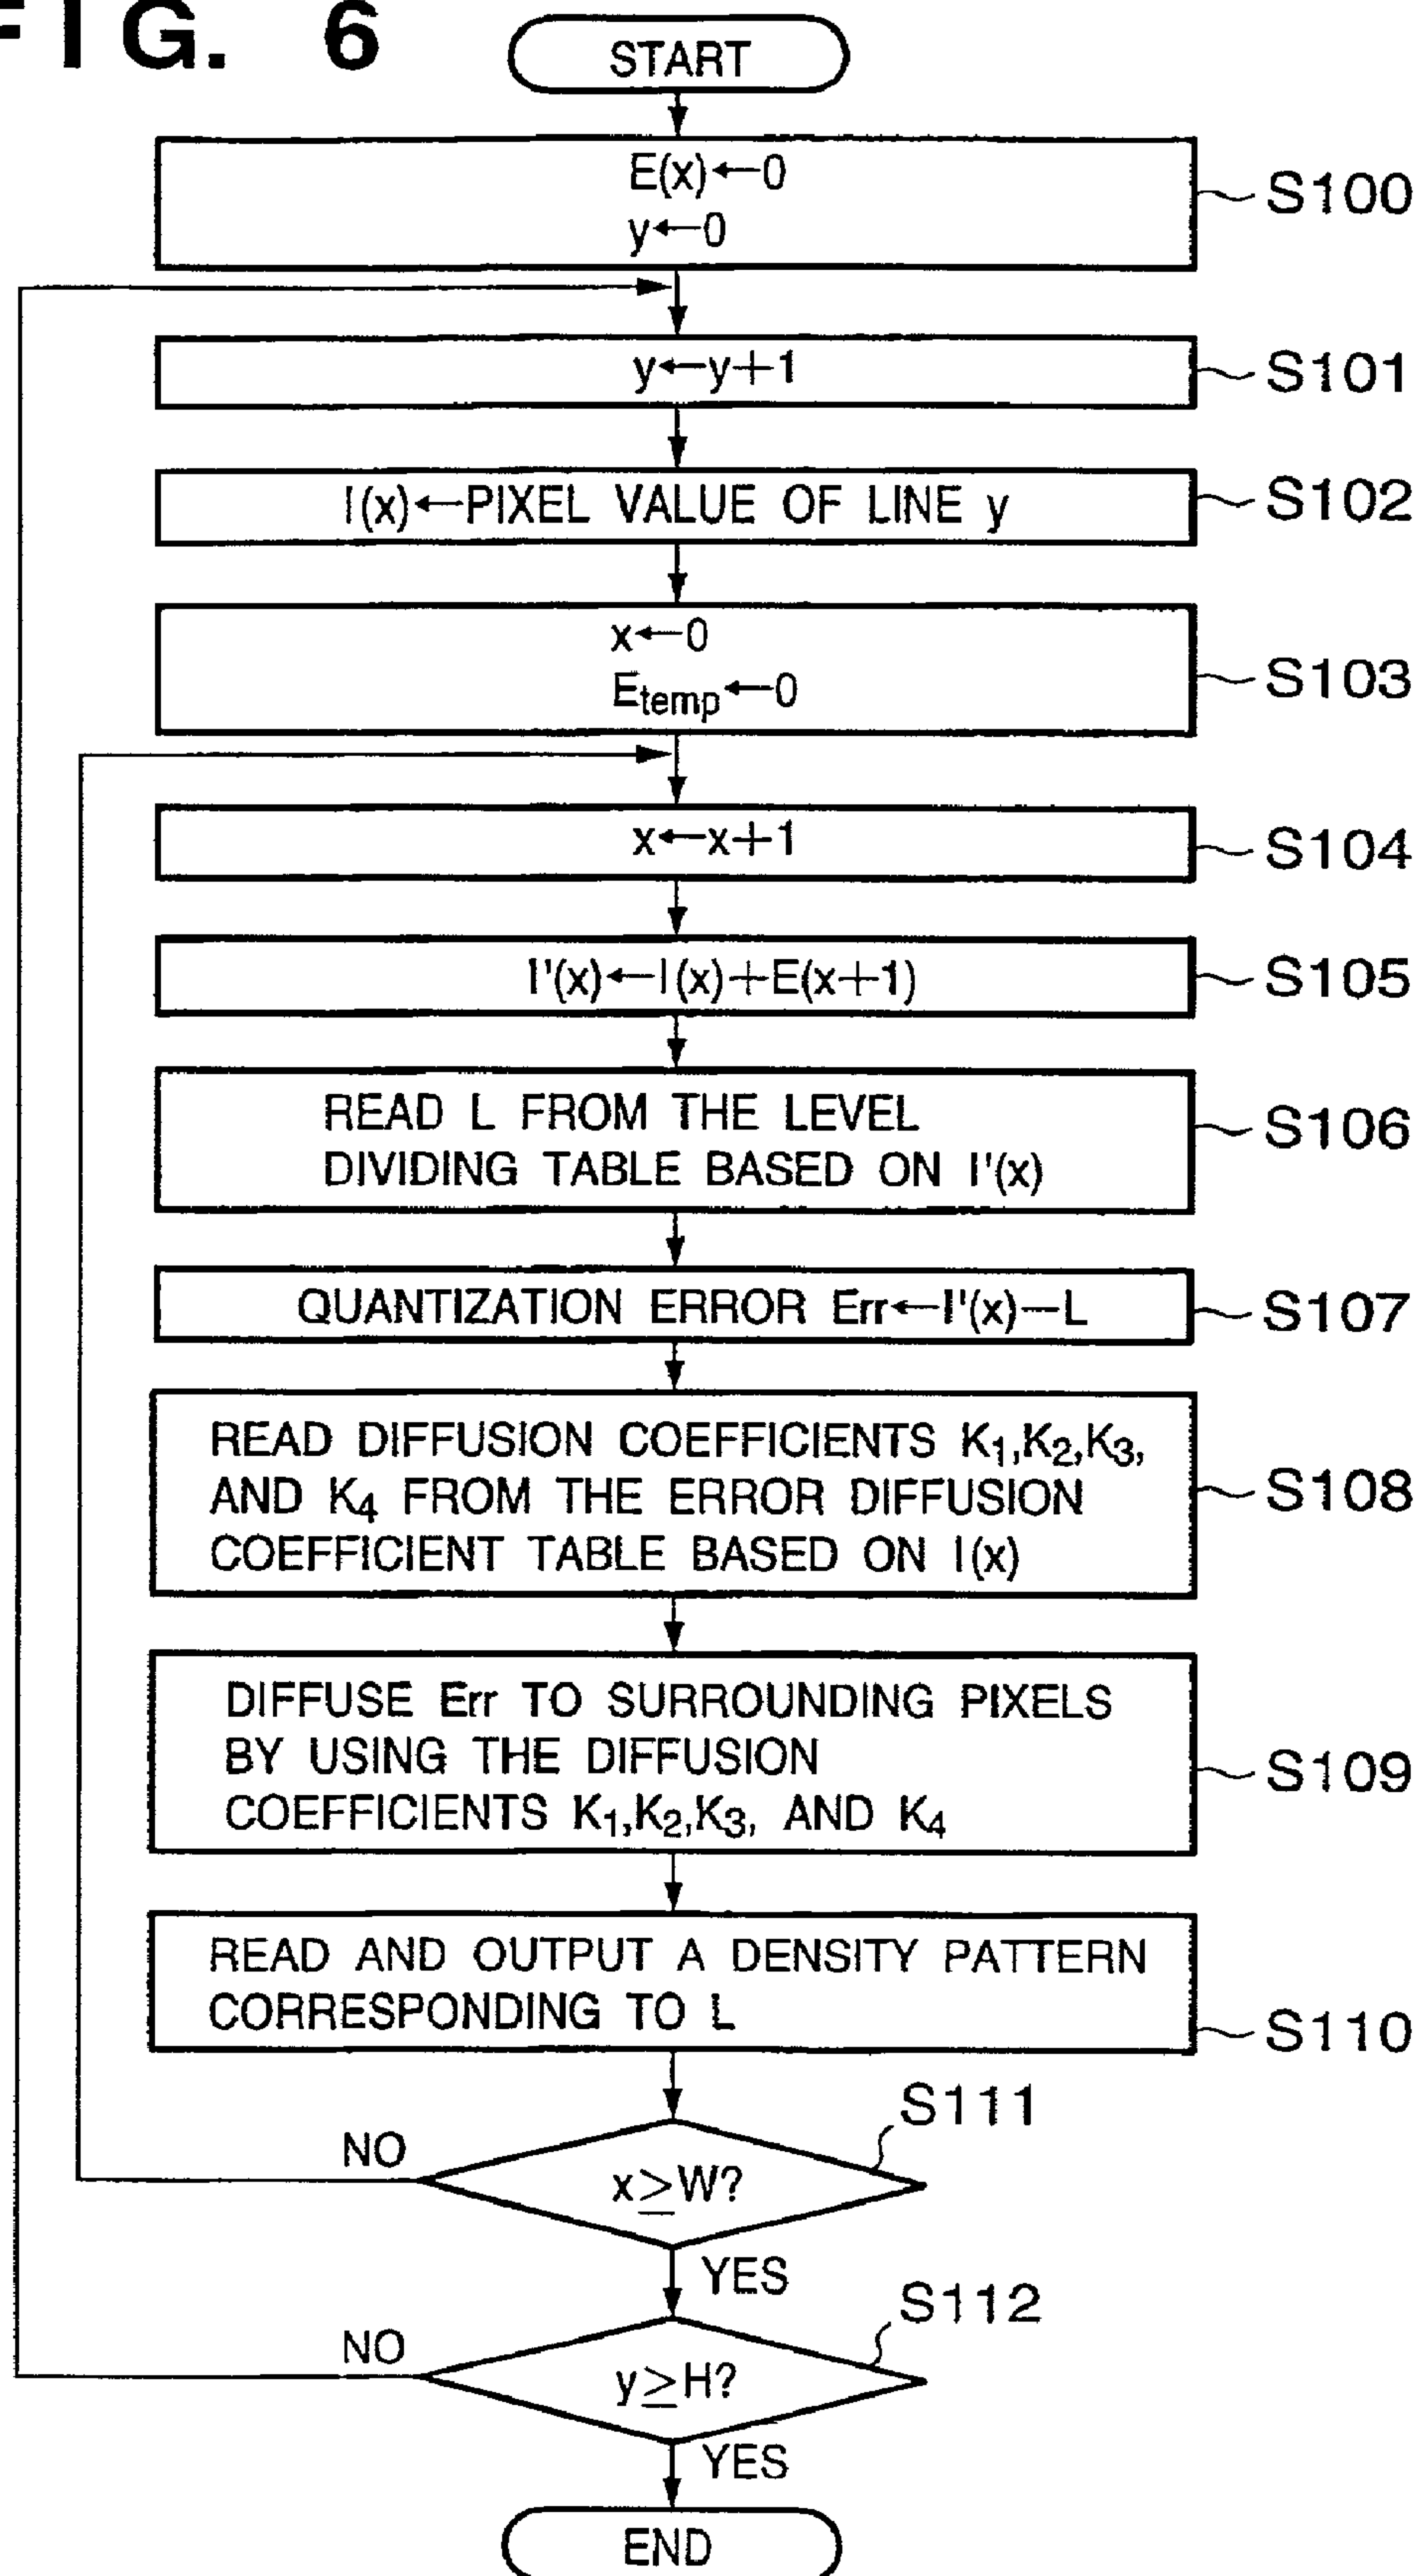 FIG. 6
START
E(x)←0
y←0
S100
y←y+1
S101
I(x)←PIXEL VALUE OF LINE y
S102
x←0
Etemp←0
S103
x←x+1
S104
I'(x)←I(x)+E(x+1)
S105
READ L FROM THE LEVEL
DIVIDING TABLE BASED ON I'(x)
S106
QUANTIZATION ERROR Err←I'(x)−L
S107
READ DIFFUSION COEFFICIENTS K1,K2,K3,
AND K4 FROM THE ERROR DIFFUSION
COEFFICIENT TABLE BASED ON I(x)
S108
DIFFUSE Err TO SURROUNDING PIXELS
BY USING THE DIFFUSION
COEFFICIENTS K1,K2,K3, AND K4
S109
READ AND OUTPUT A DENSITY PATTERN
CORRESPONDING TO L
S110
S111
NO
x≥W?
YES
S112
NO
y≥H?
YES
END